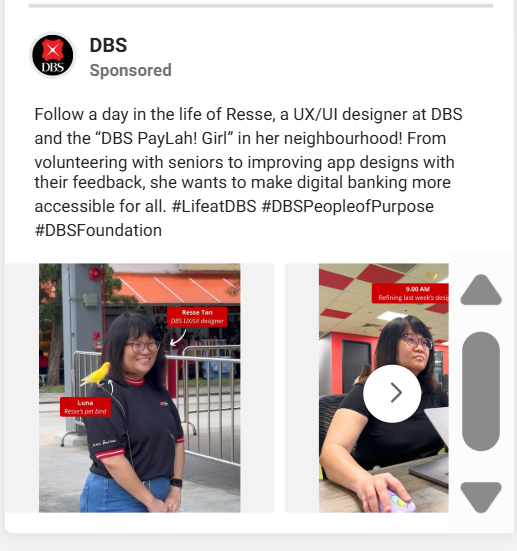 DBS
DBS
Sponsored
Follow a day in the life of Resse, a UX/UI designer at DBS
and the “DBS PayLah! Girl” in her neighbourhood! From
volunteering with seniors to improving app designs with
their feedback, she wants to make digital banking more
accessible for all. #LifeatDBS #DBSPeopleofPurpose
#DBSFoundation
Resse Tan
DBS UX/UI designer
Luna
Resse's pet bird
9.00 AM
Refining last week's desig